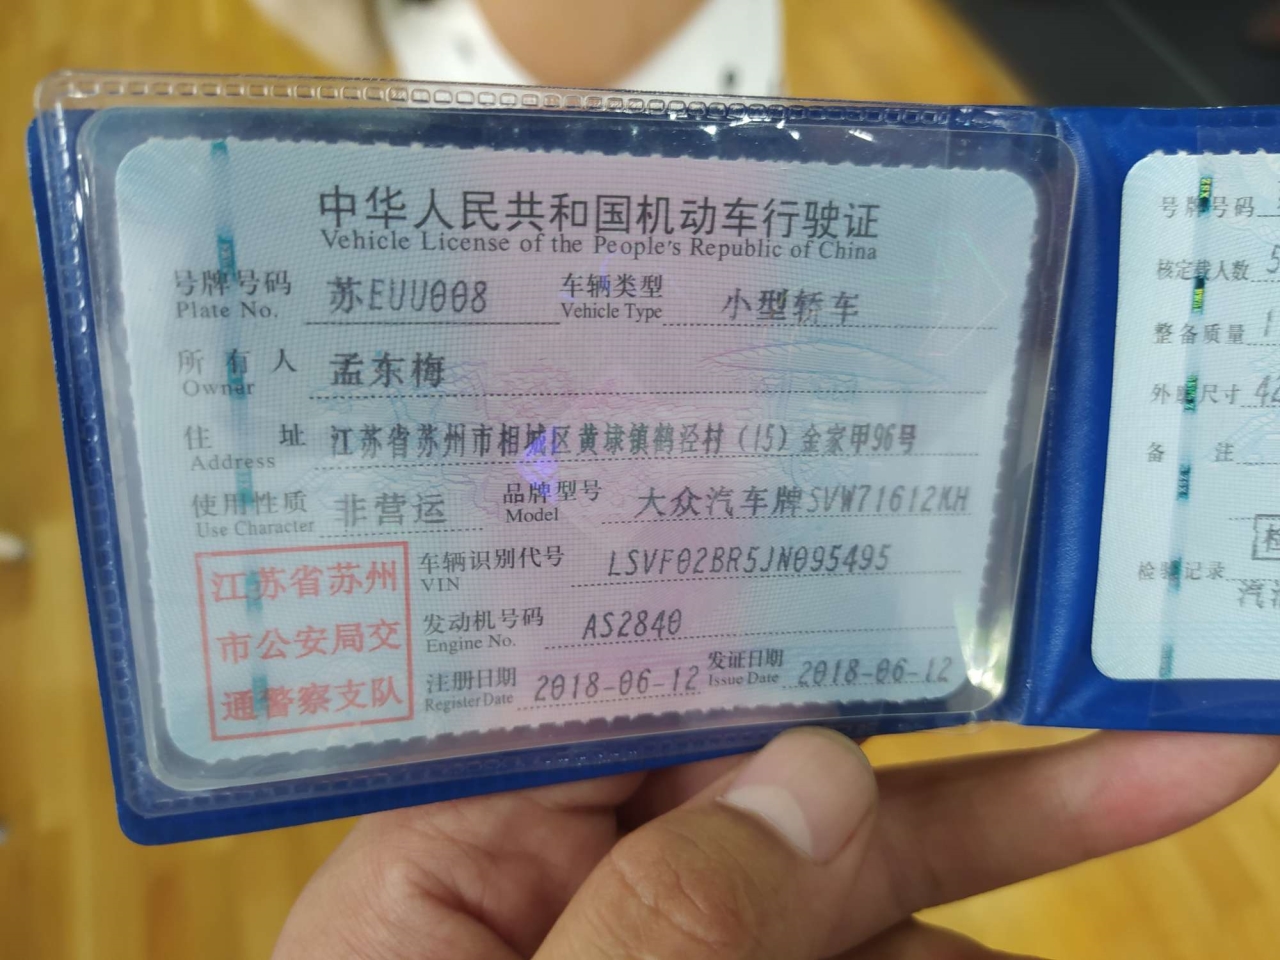 中华人民共和国机动车行驶证
Vehicle License of the People's Republic of China
号牌号码 苏EUU008 车辆类型 小型轿车
Plate No. Vehicle Type
所有人 孟东梅
Owner
住址 江苏省苏州市相城区黄埭镇鹤泾村(15)金家甲96号
Address
使用性质 非营运 品牌型号 大众汽车牌SVW71612KH
Use Character Model
江苏省苏州
市公安局交
通警察支队
车辆识别代号 LSVF02BR5JN095495
VIN
发动机号码 AS2840
Engine No.
注册日期 2018-06-12 发证日期 2018-06-12
Register Date Issue Date
号牌号码
核定载人数 5
整备质量 1
外廓尺寸 44
备注
检验记录